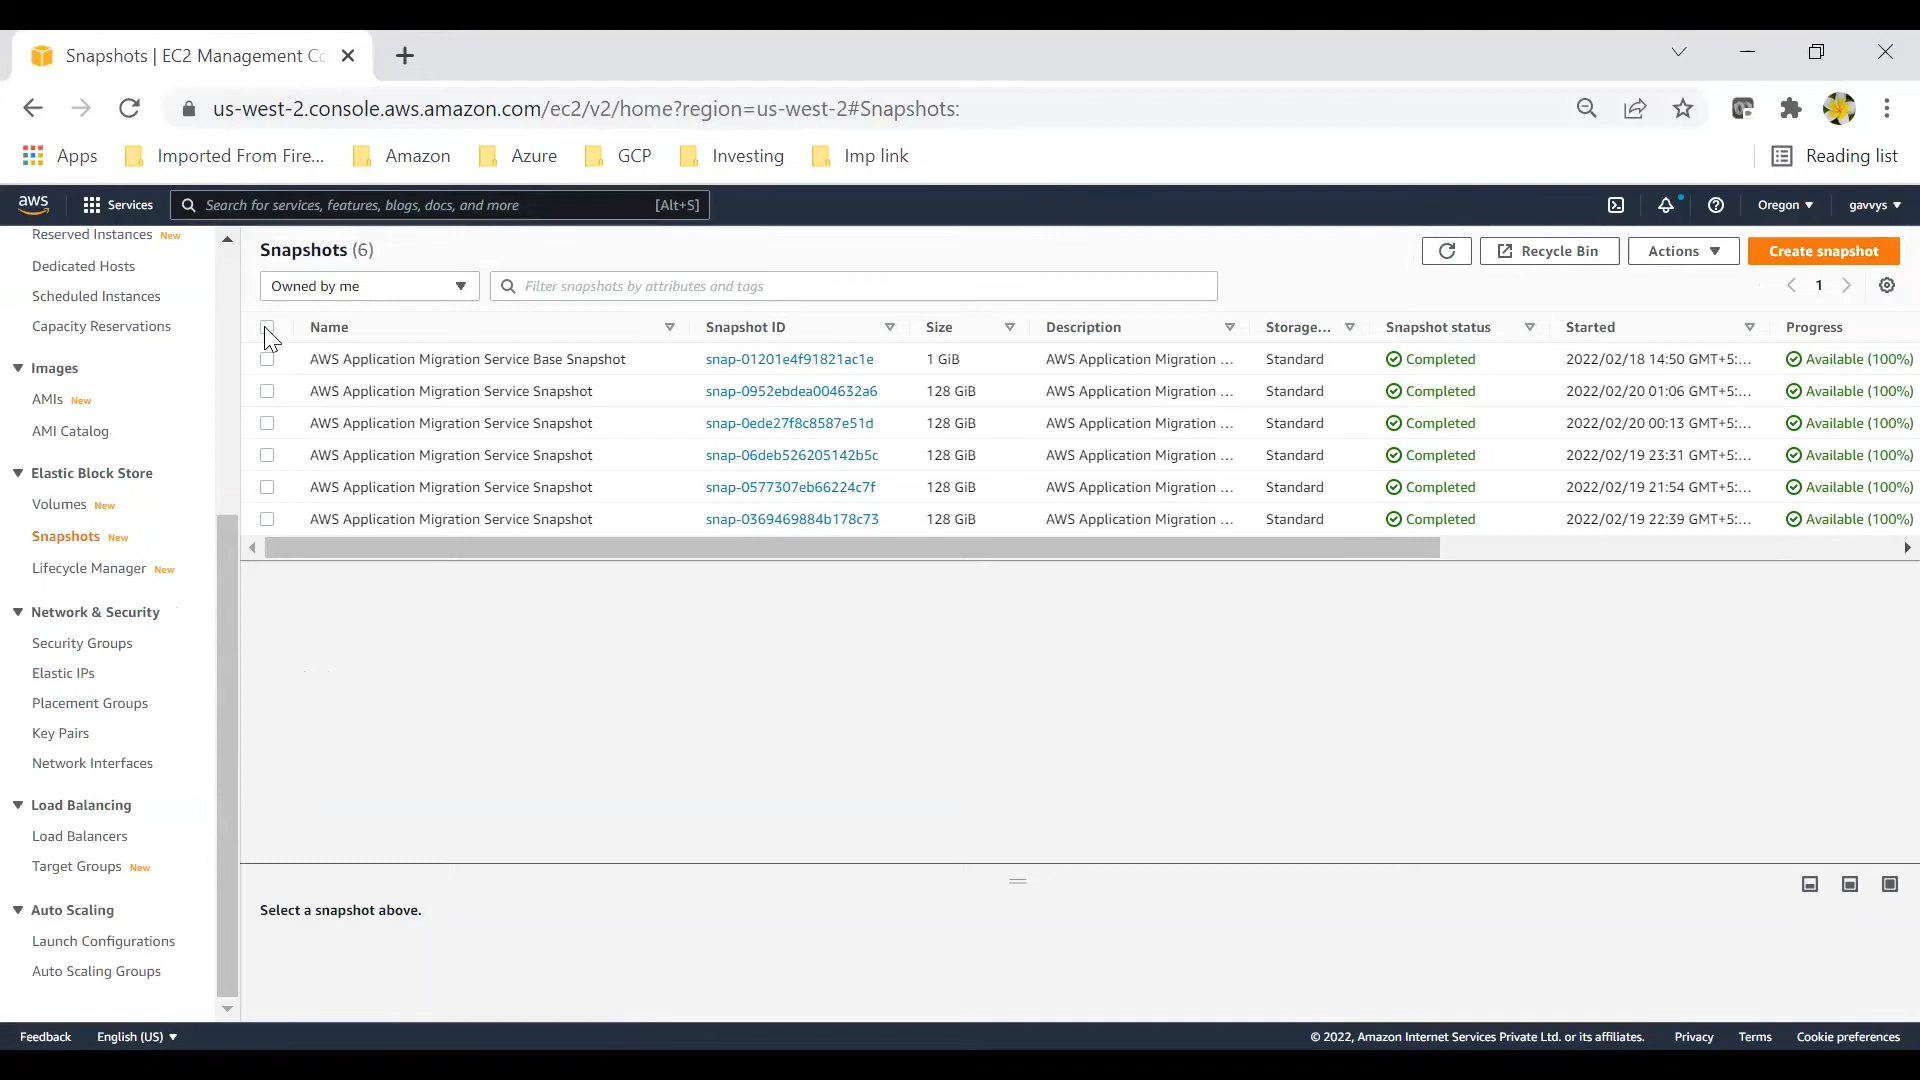 Snapshots | EC2 Management Co
us-west-2.console.aws.amazon.com/ec2/v2/home?region=us-west-2#Snapshots:
Apps Imported From Fire... Amazon Azure GCP Investing Imp link Reading list
aws Services Search for services, features, blogs, docs, and more [Alt+S] Oregon gavvys
Reserved Instances New
Dedicated Hosts
Scheduled Instances
Capacity Reservations
Images
AMIs New
AMI Catalog
Elastic Block Store
Volumes New
Snapshots New
Lifecycle Manager New
Network & Security
Security Groups
Elastic IPs
Placement Groups
Key Pairs
Network Interfaces
Load Balancing
Load Balancers
Target Groups New
Auto Scaling
Launch Configurations
Auto Scaling Groups
Snapshots (6) Recycle Bin Actions Create snapshot
Owned by me Filter snapshots by attributes and tags 1
Name Snapshot ID Size Description Storage... Snapshot status Started Progress
AWS Application Migration Service Base Snapshot snap-01201e4f91821ac1e 1 GiB AWS Application Migration ... Standard Completed 2022/02/18 14:50 GMT+5:... Available (100%)
AWS Application Migration Service Snapshot snap-0952ebdea004632a6 128 GiB AWS Application Migration ... Standard Completed 2022/02/20 01:06 GMT+5:... Available (100%)
AWS Application Migration Service Snapshot snap-0ede27f8c8587e51d 128 GiB AWS Application Migration ... Standard Completed 2022/02/20 00:13 GMT+5:... Available (100%)
AWS Application Migration Service Snapshot snap-06deb526205142b5c 128 GiB AWS Application Migration ... Standard Completed 2022/02/19 23:31 GMT+5:... Available (100%)
AWS Application Migration Service Snapshot snap-0577307eb66224c7f 128 GiB AWS Application Migration ... Standard Completed 2022/02/19 21:54 GMT+5:... Available (100%)
AWS Application Migration Service Snapshot snap-0369469884b178c73 128 GiB AWS Application Migration ... Standard Completed 2022/02/19 22:39 GMT+5:... Available (100%)
Select a snapshot above.
Feedback English (US) © 2022, Amazon Internet Services Private Ltd. or its affiliates. Privacy Terms Cookie preferences